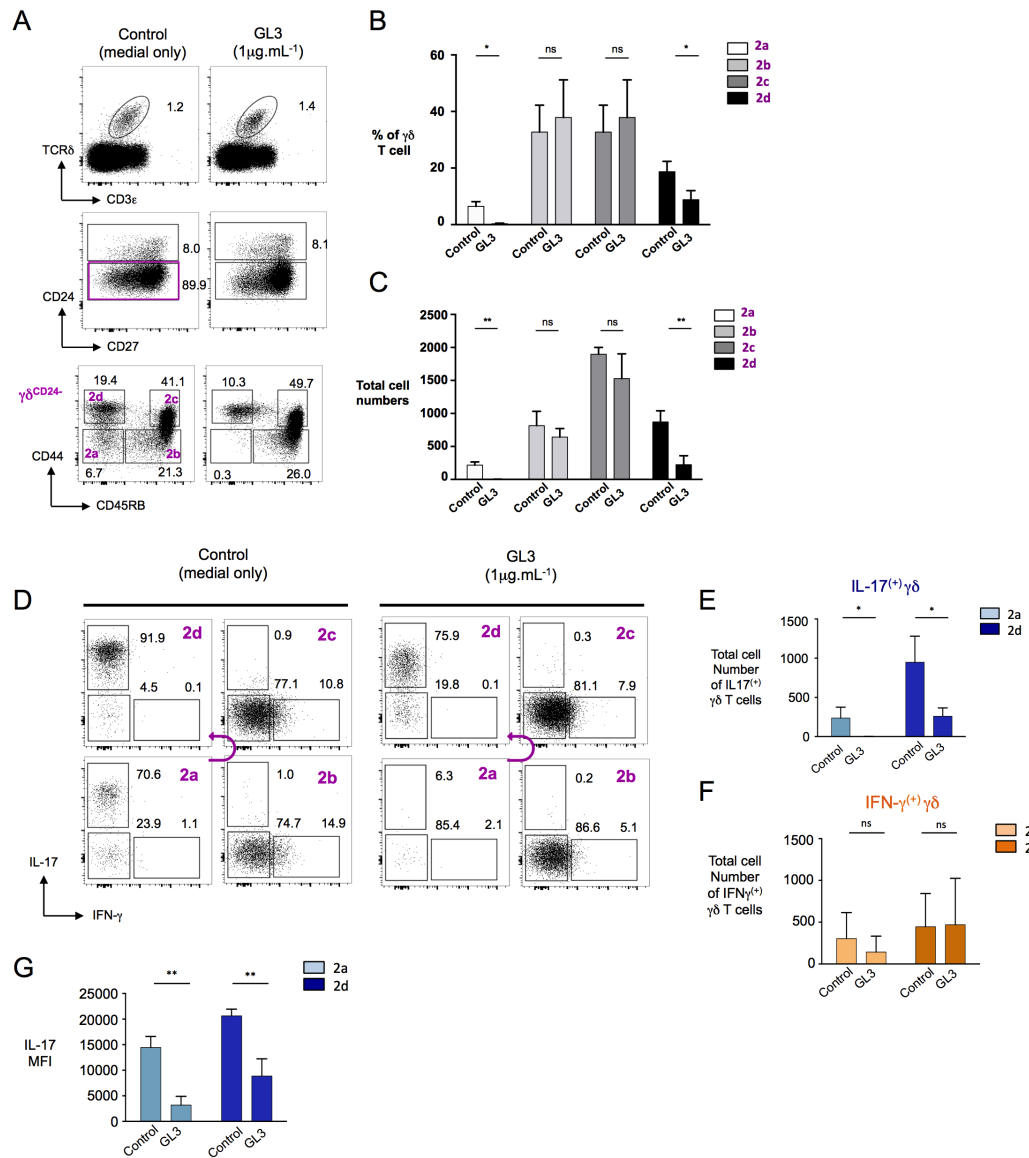 A
Control
(medial only)
GL3
(1μg.mL-1)
1.2
1.4
TCRδ
CD3ε
8.0
8.1
89.9
CD24
CD27
19.4
41.1
10.3
49.7
γδCD24-
2d
2c
2a
2b
CD44
6.7
21.3
0.3
26.0
CD45RB
B
% of γδ
T cell
60
40
20
0
*
ns
ns
*
Control
GL3
Control
GL3
Control
GL3
Control
GL3
2a
2b
2c
2d
C
Total cell
numbers
2500
2000
1500
1000
500
0
**
ns
ns
**
Control
GL3
Control
GL3
Control
GL3
Control
GL3
2a
2b
2c
2d
D
Control
(medial only)
GL3
(1μg.mL-1)
91.9
2d
0.9
2c
4.5
0.1
77.1
10.8
70.6
2a
1.0
2b
23.9
1.1
74.7
14.9
75.9
2d
0.3
2c
19.8
0.1
81.1
7.9
6.3
2a
0.2
2b
85.4
2.1
86.6
5.1
IL-17
IFN-γ
E
IL-17(+) γδ
2a
2d
Total cell
Number
of IL17(+)
γδ T cells
1500
1000
500
0
*
*
Control
GL3
Control
GL3
F
IFN-γ(+) γδ
2
2
Total cell
Number
of IFNγ(+)
γδ T cells
1500
1000
500
0
ns
ns
Control
GL3
Control
GL3
G
2a
2d
IL-17
MFI
25000
20000
15000
10000
5000
0
**
**
Control
GL3
Control
GL3